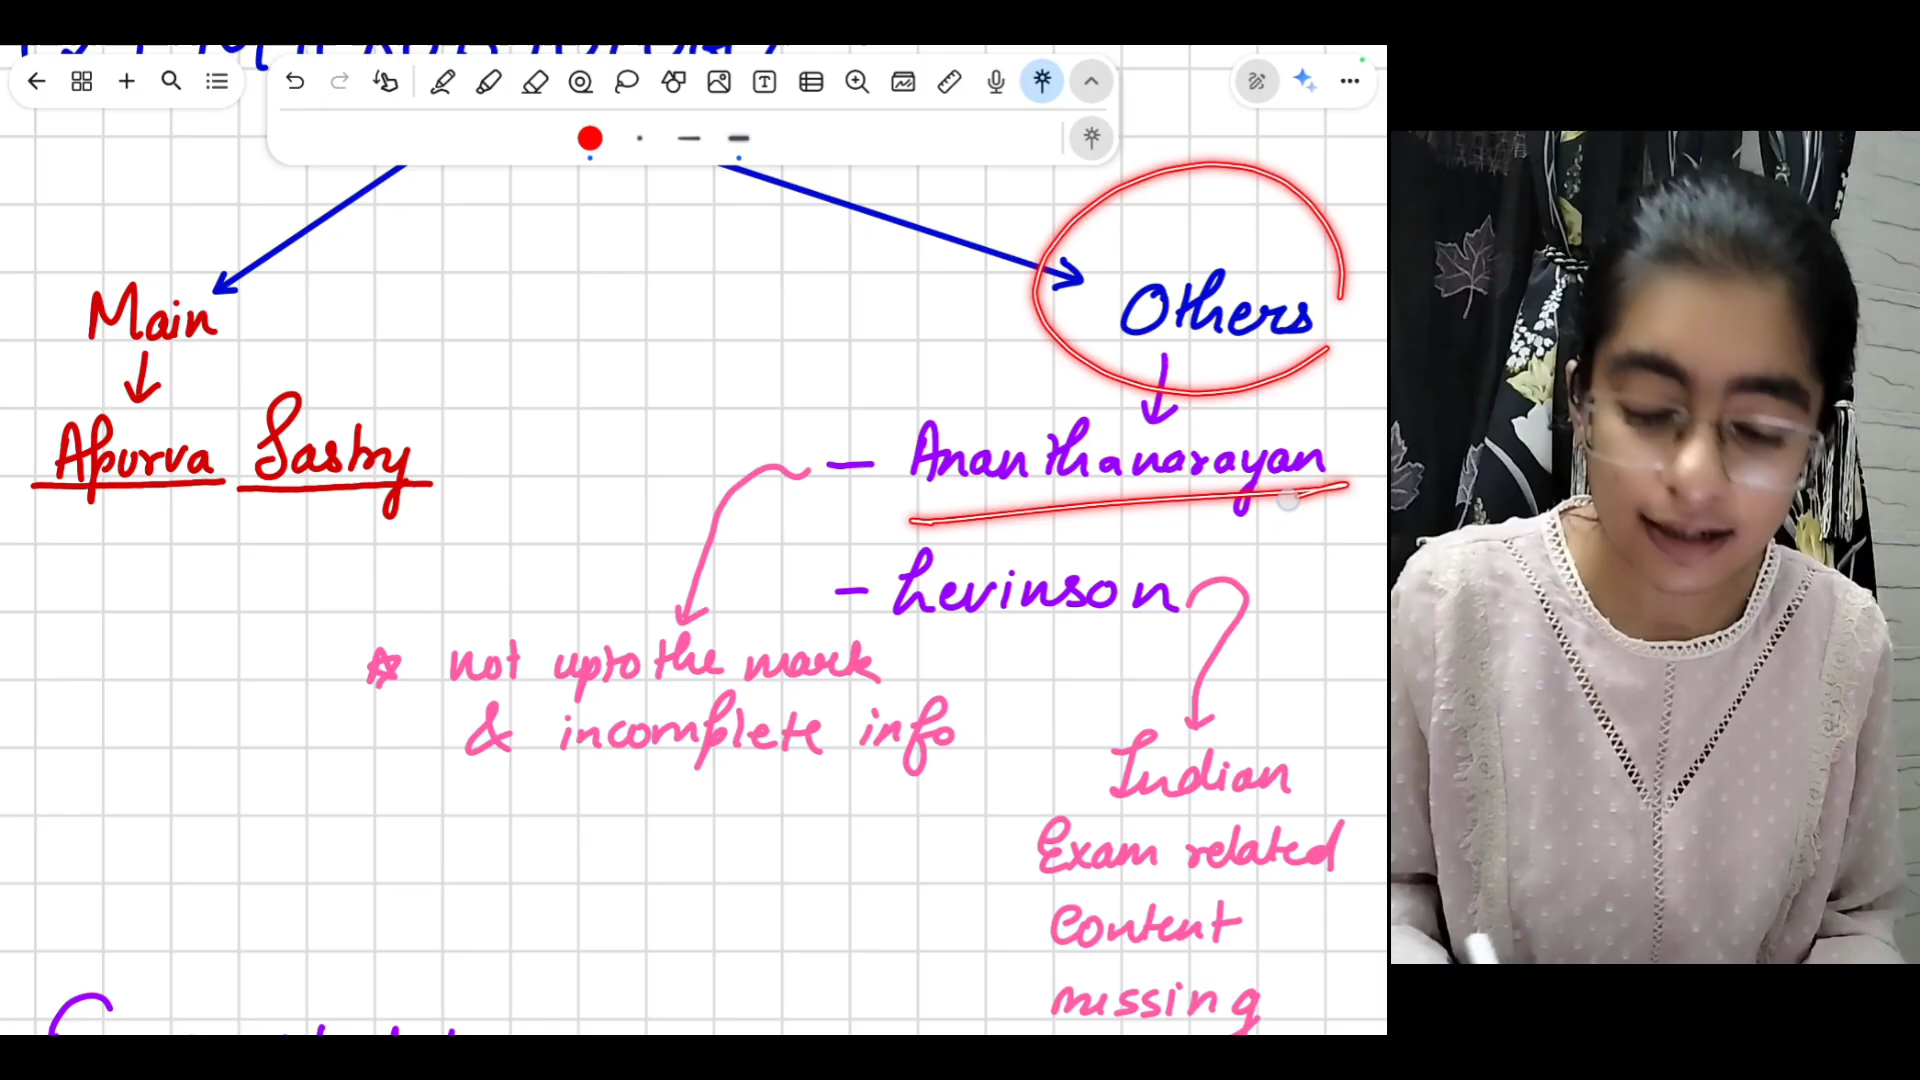 Main
Others
Apurva Sastry
- Ananthanarayan
- Levinson
☆ not upto the mark
& incomplete info
Indian
Exam related
content
missing